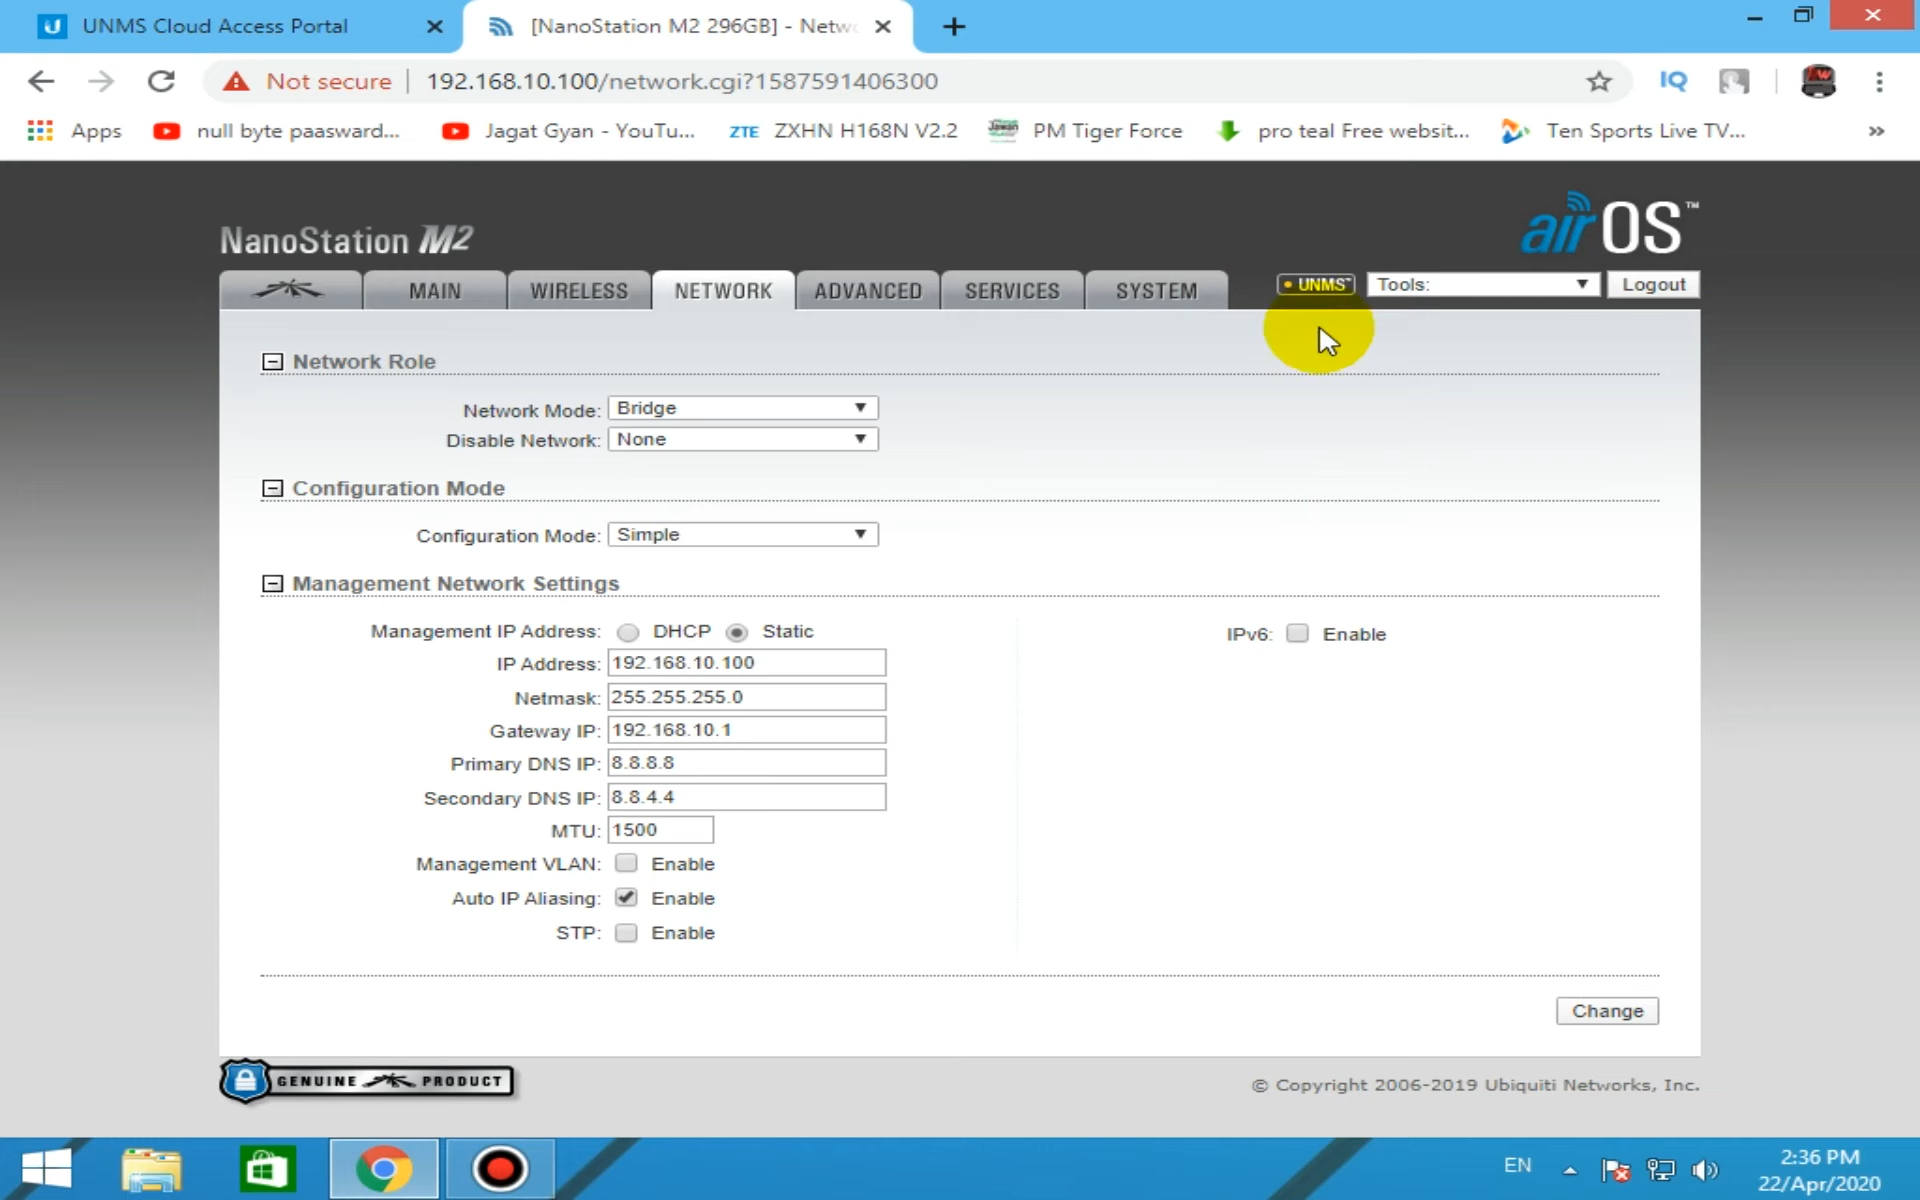 UNMS Cloud Access Portal
[NanoStation M2 296GB] - Netw
Not secure | 192.168.10.100/network.cgi?1587591406300
IQ
Apps
null byte paasward...
Jagat Gyan - YouTu...
ZTE ZXHN H168N V2.2
PM Tiger Force
pro teal Free websit...
Ten Sports Live TV...
»
NanoStation M2
airOS™
MAIN
WIRELESS
NETWORK
ADVANCED
SERVICES
SYSTEM
UNMS™
Tools:
Logout
Network Role
Network Mode: Bridge
Disable Network: None
Configuration Mode
Configuration Mode: Simple
Management Network Settings
Management IP Address: DHCP Static
IPv6: Enable
IP Address: 192.168.10.100
Netmask: 255.255.255.0
Gateway IP: 192.168.10.1
Primary DNS IP: 8.8.8.8
Secondary DNS IP: 8.8.4.4
MTU: 1500
Management VLAN: Enable
Auto IP Aliasing: Enable
STP: Enable
Change
GENUINE PRODUCT
© Copyright 2006-2019 Ubiquiti Networks, Inc.
EN
2:36 PM
22/Apr/2020